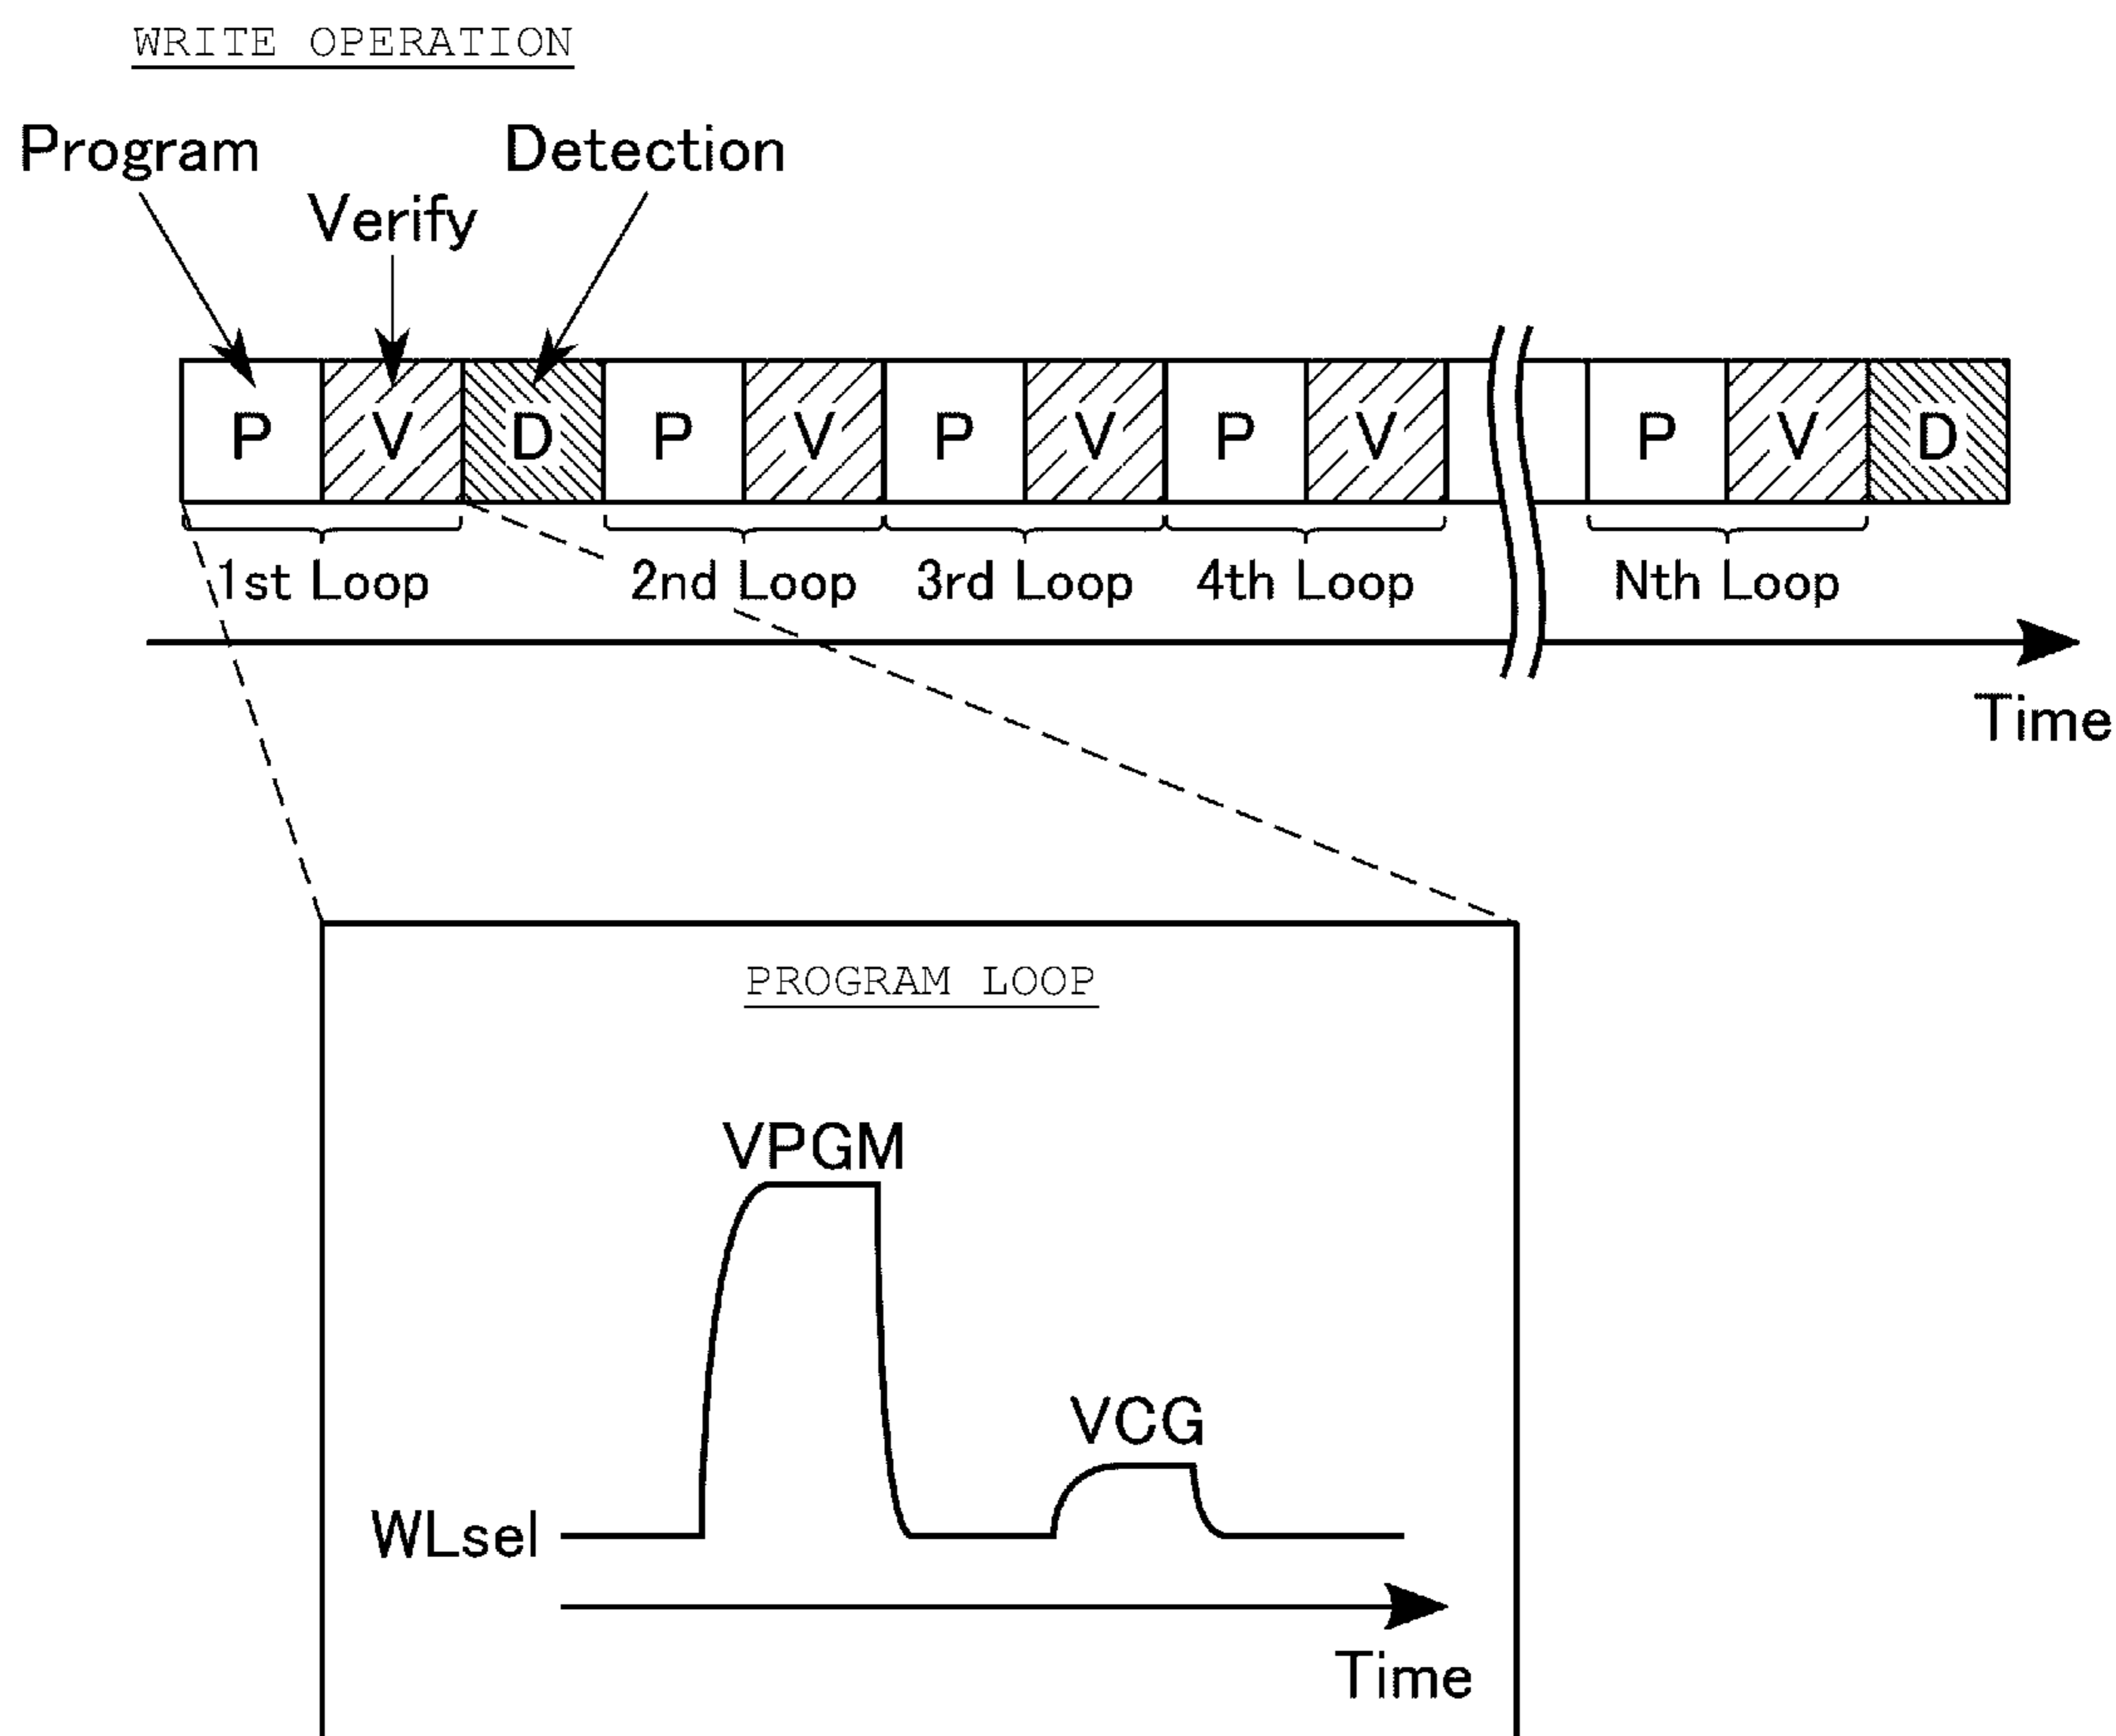 WRITE OPERATION
Program
Verify
Detection
P V D P V P V P V P V D
1st Loop 2nd Loop 3rd Loop 4th Loop Nth Loop
Time
PROGRAM LOOP
VPGM
VCG
WLsel
Time